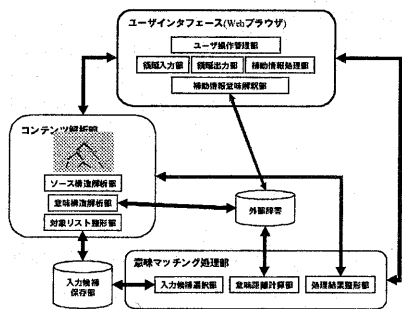 ユーザインタフェース(Webブラウザ)
ユーザ操作管理部
領域入力部 領域出力部 補助情報処理部
補助情報意味解釈部
コンテンツ解析部
ソース構造解析部
意味構造解析部
対象リスト整形部
外部辞書
入力候補
保存部
意味マッチング処理部
入力候補選択部 意味距離計算部 処理結果整形部